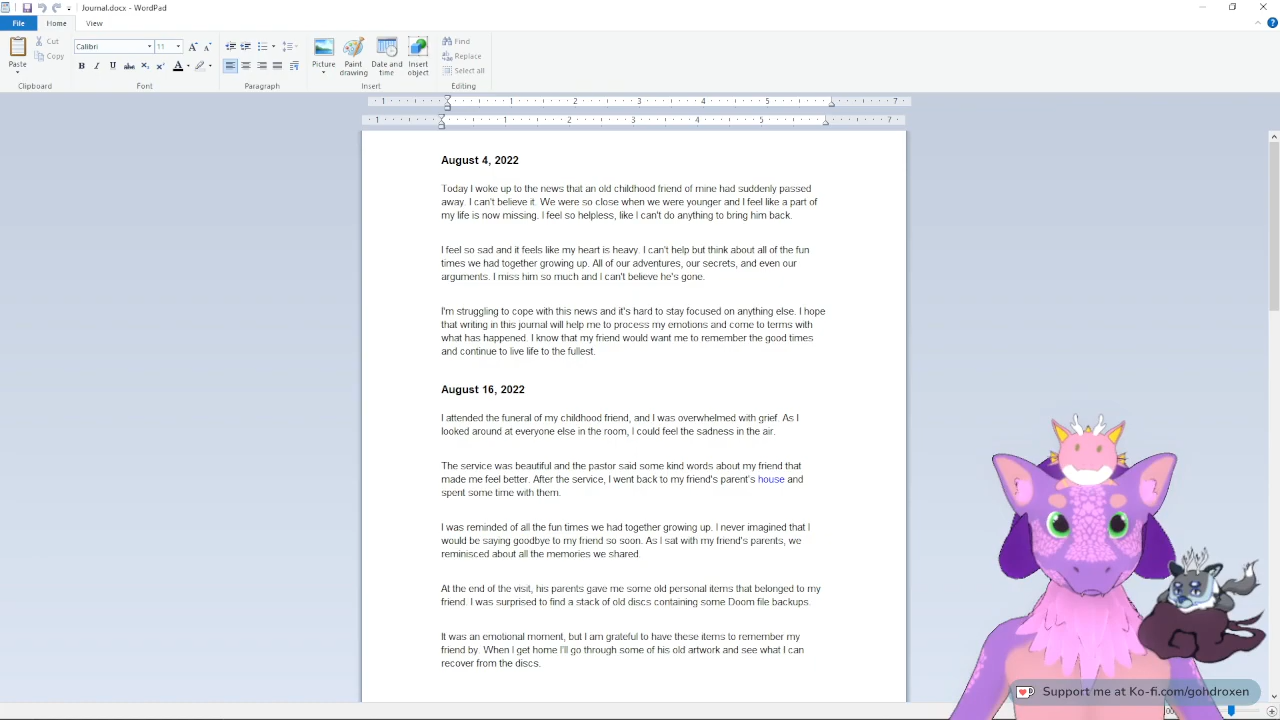 Journal.docx - WordPad
File Home View
Paste
Cut
Copy
Clipboard
Calibri 11
Font
Paragraph
Picture
Paint drawing
Date and time
Insert object
Insert
Find
Replace
Select all
Editing
1 1 2 3 4 5 7
1 1 2 3 4 5 7
August 4, 2022
Today I woke up to the news that an old childhood friend of mine had suddenly passed
away. I can't believe it. We were so close when we were younger and I feel like a part of
my life is now missing. I feel so helpless, like I can't do anything to bring him back.
I feel so sad and it feels like my heart is heavy. I can't help but think about all of the fun
times we had together growing up. All of our adventures, our secrets, and even our
arguments. I miss him so much and I can't believe he's gone.
I'm struggling to cope with this news and it's hard to stay focused on anything else. I hope
that writing in this journal will help me to process my emotions and come to terms with
what has happened. I know that my friend would want me to remember the good times
and continue to live life to the fullest.
August 16, 2022
I attended the funeral of my childhood friend, and I was overwhelmed with grief. As I
looked around at everyone else in the room, I could feel the sadness in the air.
The service was beautiful and the pastor said some kind words about my friend that
made me feel better. After the service, I went back to my friend's parent's house and
spent some time with them.
I was reminded of all the fun times we had together growing up. I never imagined that I
would be saying goodbye to my friend so soon. As I sat with my friend's parents, we
reminisced about all the memories we shared.
At the end of the visit, his parents gave me some old personal items that belonged to my
friend. I was surprised to find a stack of old discs containing some Doom file backups.
It was an emotional moment, but I am grateful to have these items to remember my
friend by. When I get home I'll go through some of his old artwork and see what I can
recover from the discs.
Support me at Ko-fi.com/gohdroxen